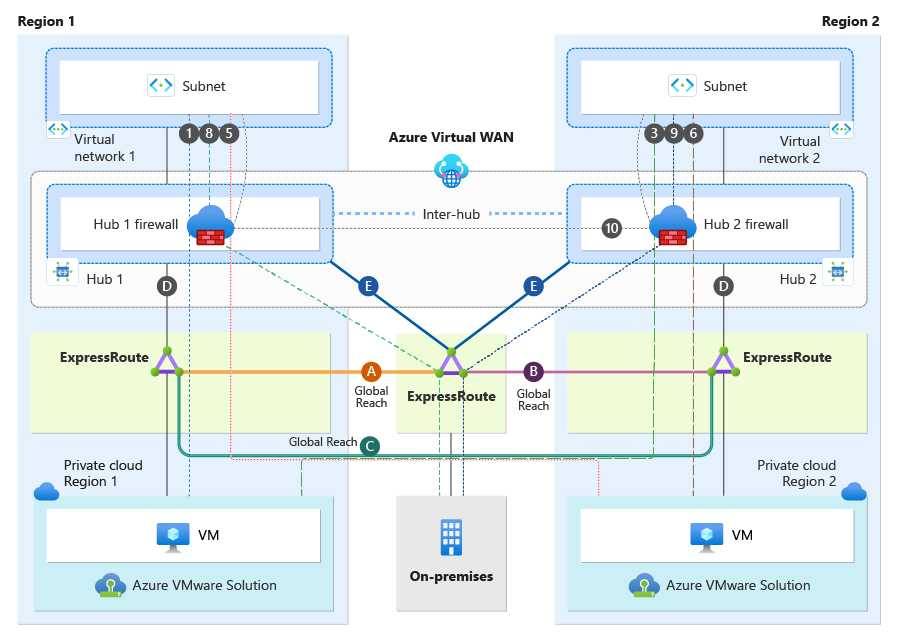 Region 1
Region 2
Subnet
Subnet
1
8
5
3
9
6
Virtual
network 1
Azure Virtual WAN
Virtual
network 2
Hub 1 firewall
Inter-hub
Hub 2 firewall
10
Hub 1
Hub 2
D
E
E
D
ExpressRoute
ExpressRoute
A
B
Global
Reach
ExpressRoute
Global
Reach
Global Reach
C
Private cloud
Region 1
Private cloud
Region 2
VM
VM
On-premises
Azure VMware Solution
Azure VMware Solution